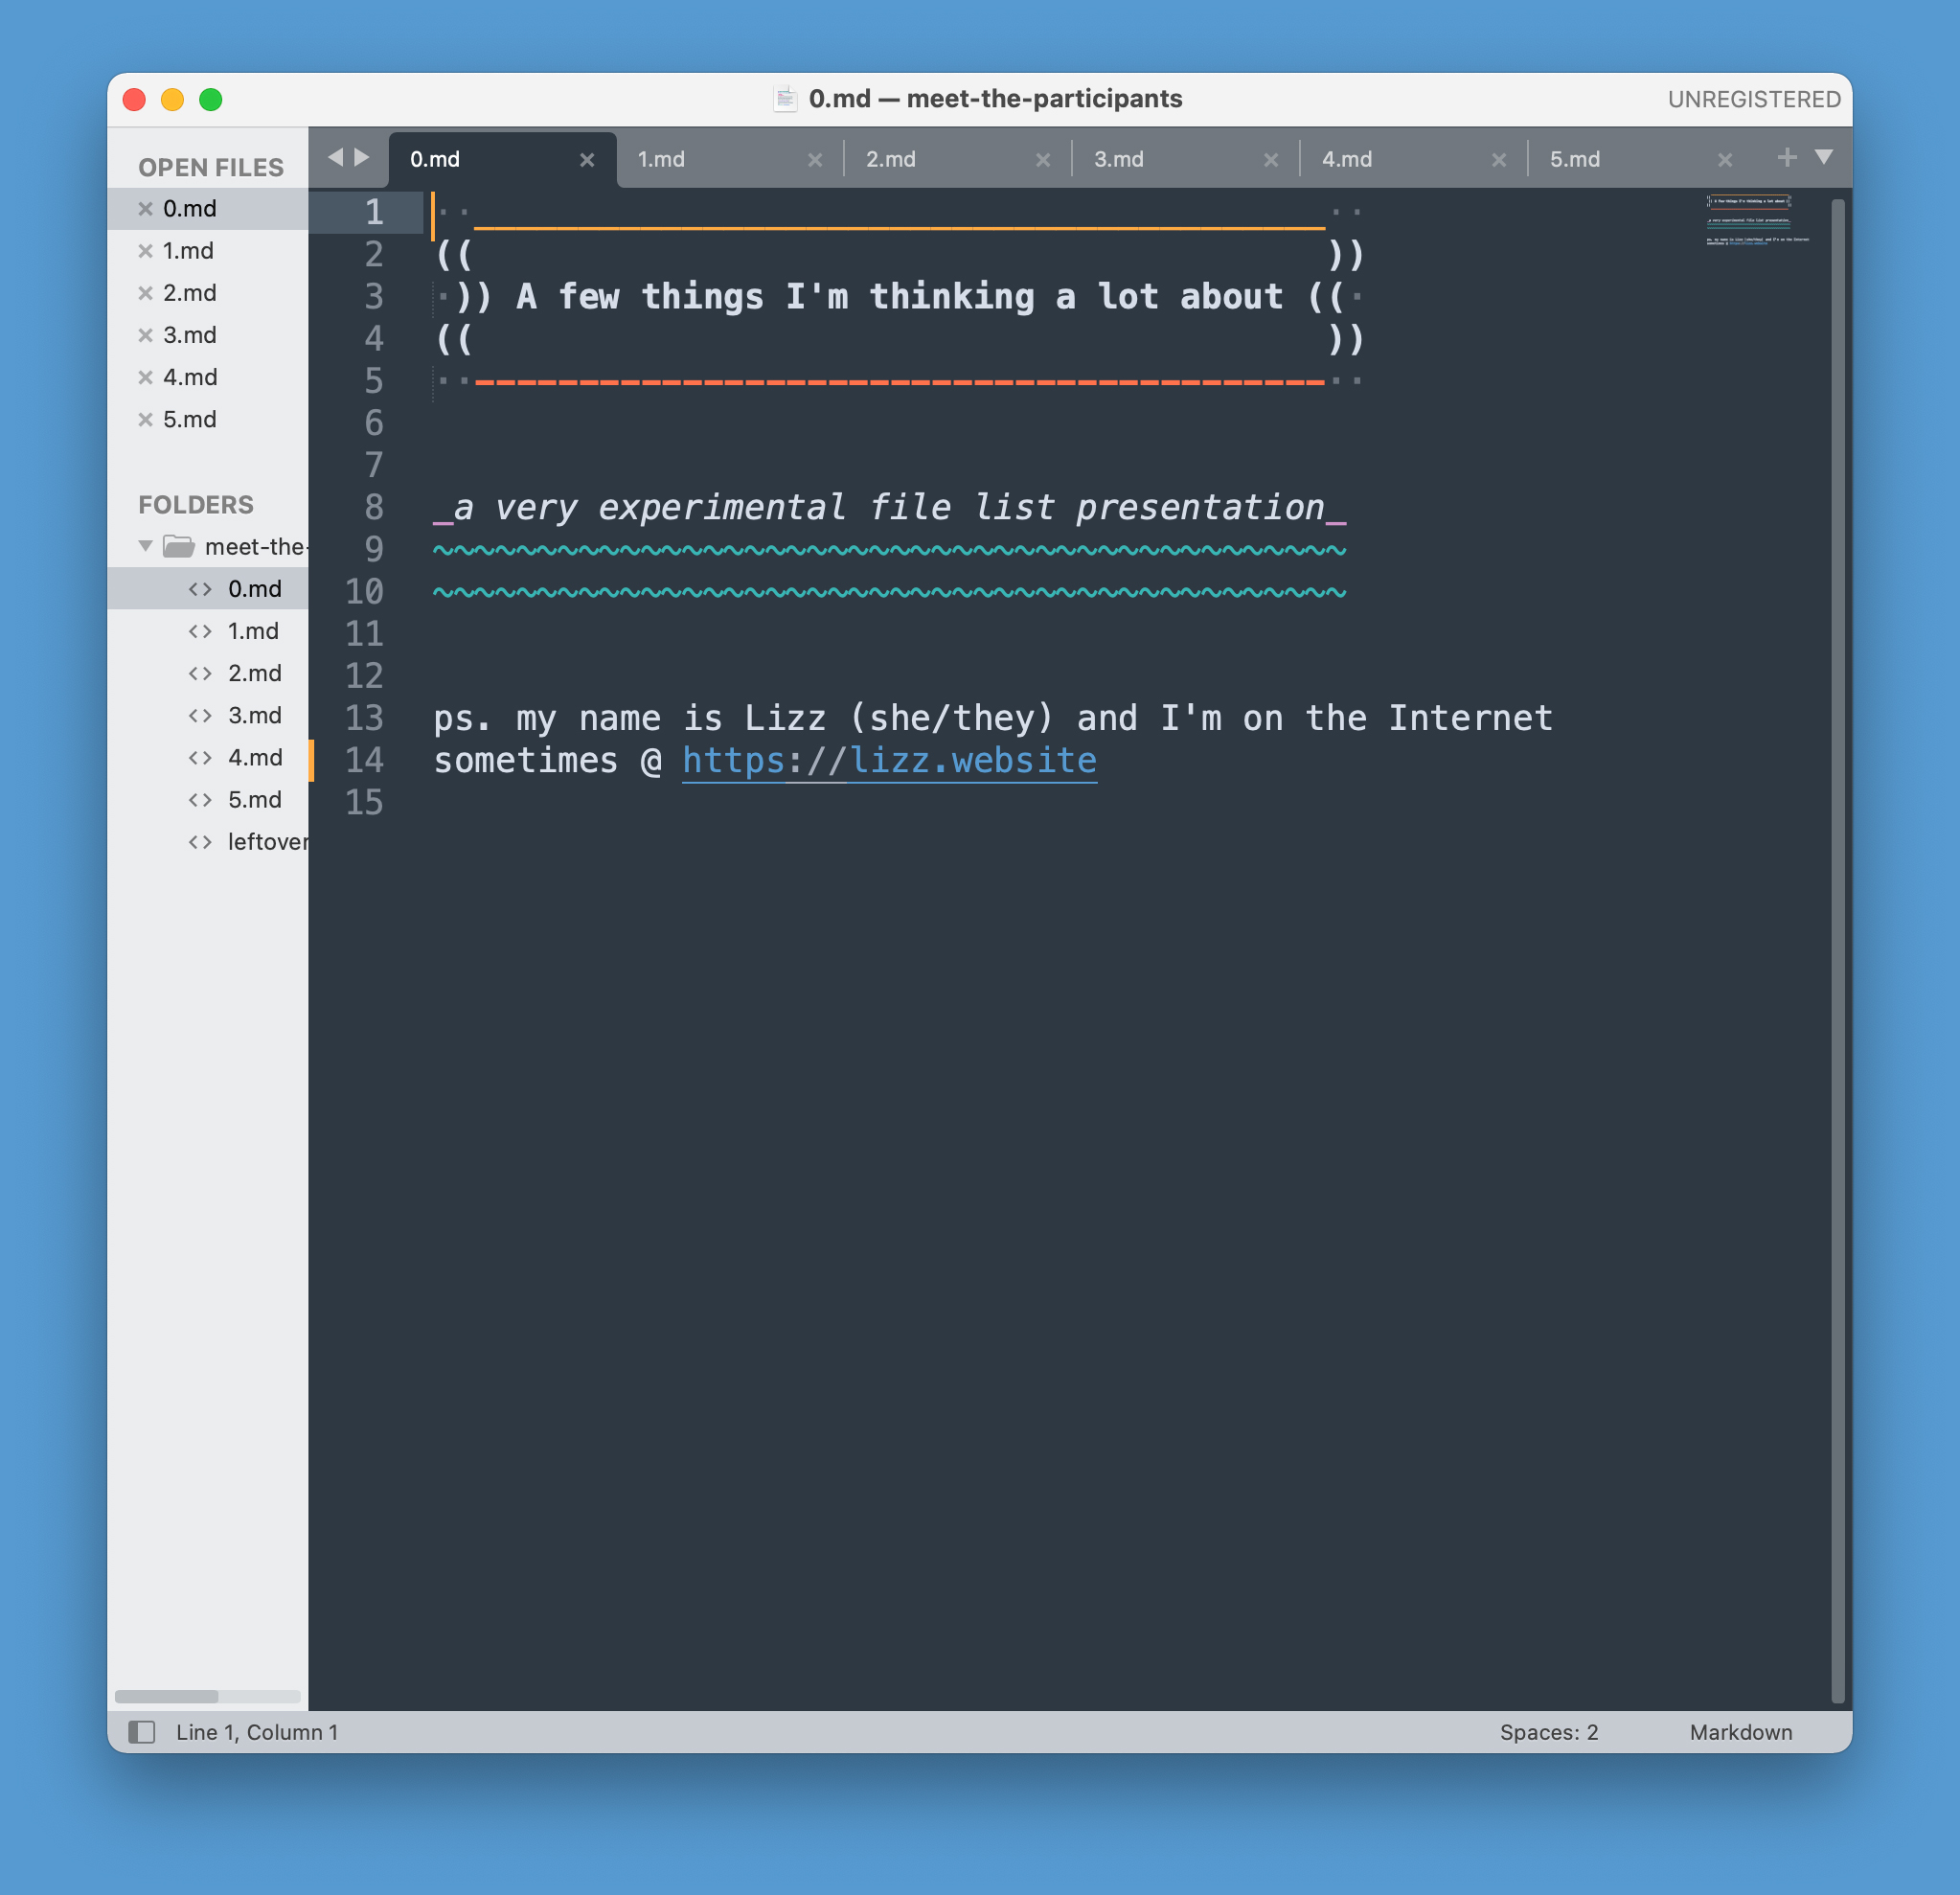 0.md — meet-the-participants
UNREGISTERED
OPEN FILES
0.md
1.md
2.md
3.md
4.md
5.md
FOLDERS
meet-the-
0.md
1.md
2.md
3.md
4.md
5.md
leftover
0.md 1.md 2.md 3.md 4.md 5.md
1 _________________________________________
2 (( ))
3 )) A few things I'm thinking a lot about ((
4 (( ))
5 -----------------------------------------
6
7
8 _a very experimental file list presentation_
9 ~~~~~~~~~~~~~~~~~~~~~~~~~~~~~~~~~~~~~~~~~~~~
10 ~~~~~~~~~~~~~~~~~~~~~~~~~~~~~~~~~~~~~~~~~~~~
11
12
13 ps. my name is Lizz (she/they) and I'm on the Internet
14 sometimes @ https://lizz.website
15
Line 1, Column 1
Spaces: 2
Markdown